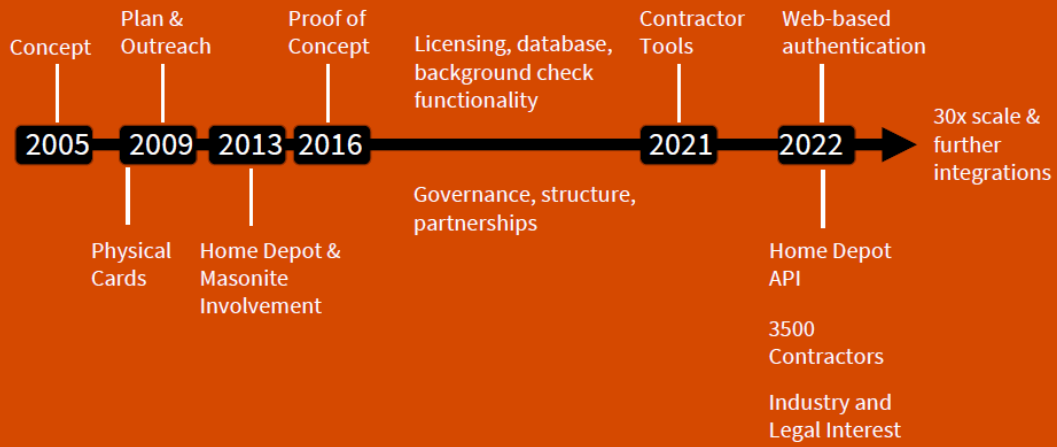 Concept
Plan &
Outreach
Proof of
Concept
Licensing, database,
background check
functionality
Contractor
Tools
Web-based
authentication
2005
2009
2013
2016
2021
2022
30x scale &
further
integrations
Physical
Cards
Home Depot &
Masonite
Involvement
Governance, structure,
partnerships
Home Depot
API
3500
Contractors
Industry and
Legal Interest